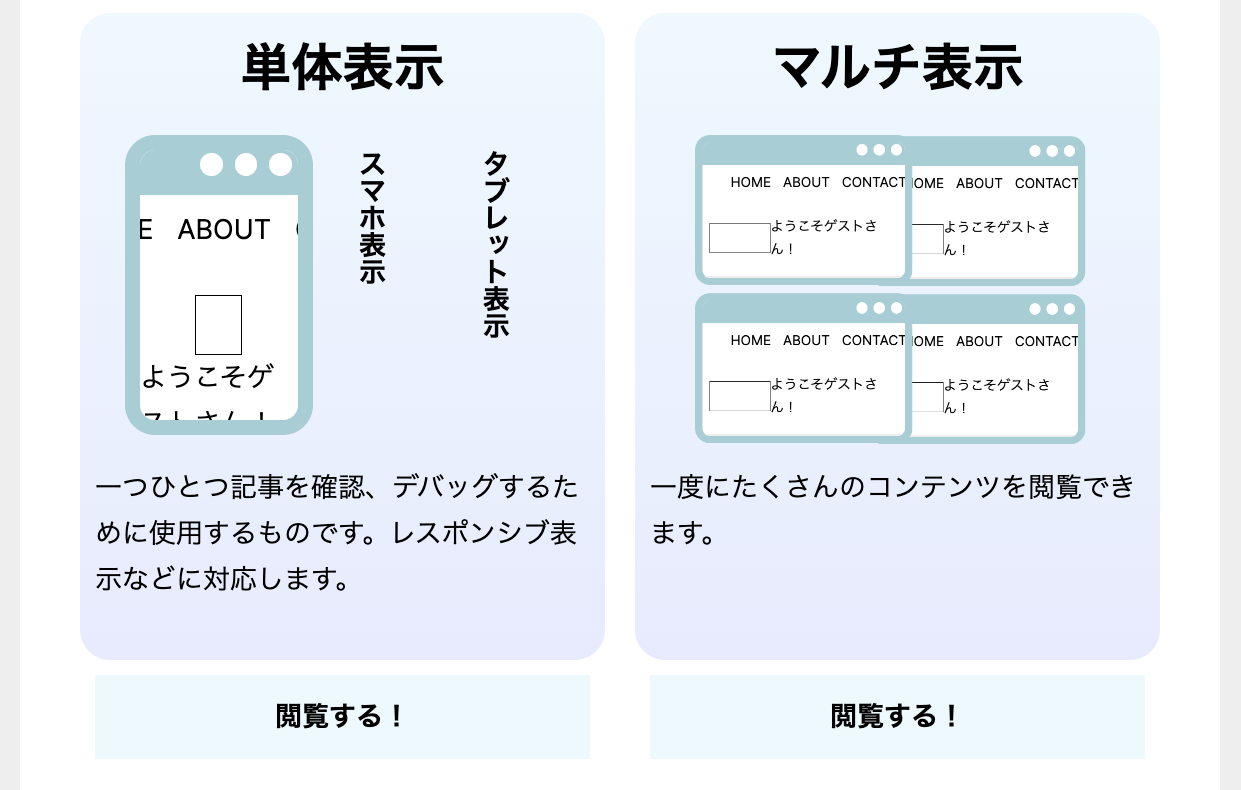 単体表示
E ABOUT
ようこそゲ
ストさん！
スマホ表示
タブレット表示
一つひとつ記事を確認、デバッグするた
めに使用するものです。レスポンシブ表
示などに対応します。
閲覧する！
マルチ表示
HOME ABOUT CONTACT
ようこそゲストさ
ん！
HOME ABOUT CONTACT
ようこそゲストさ
ん！
HOME ABOUT CONTACT
ようこそゲストさ
ん！
HOME ABOUT CONTACT
ようこそゲストさ
ん！
一度にたくさんのコンテンツを閲覧でき
ます。
閲覧する！